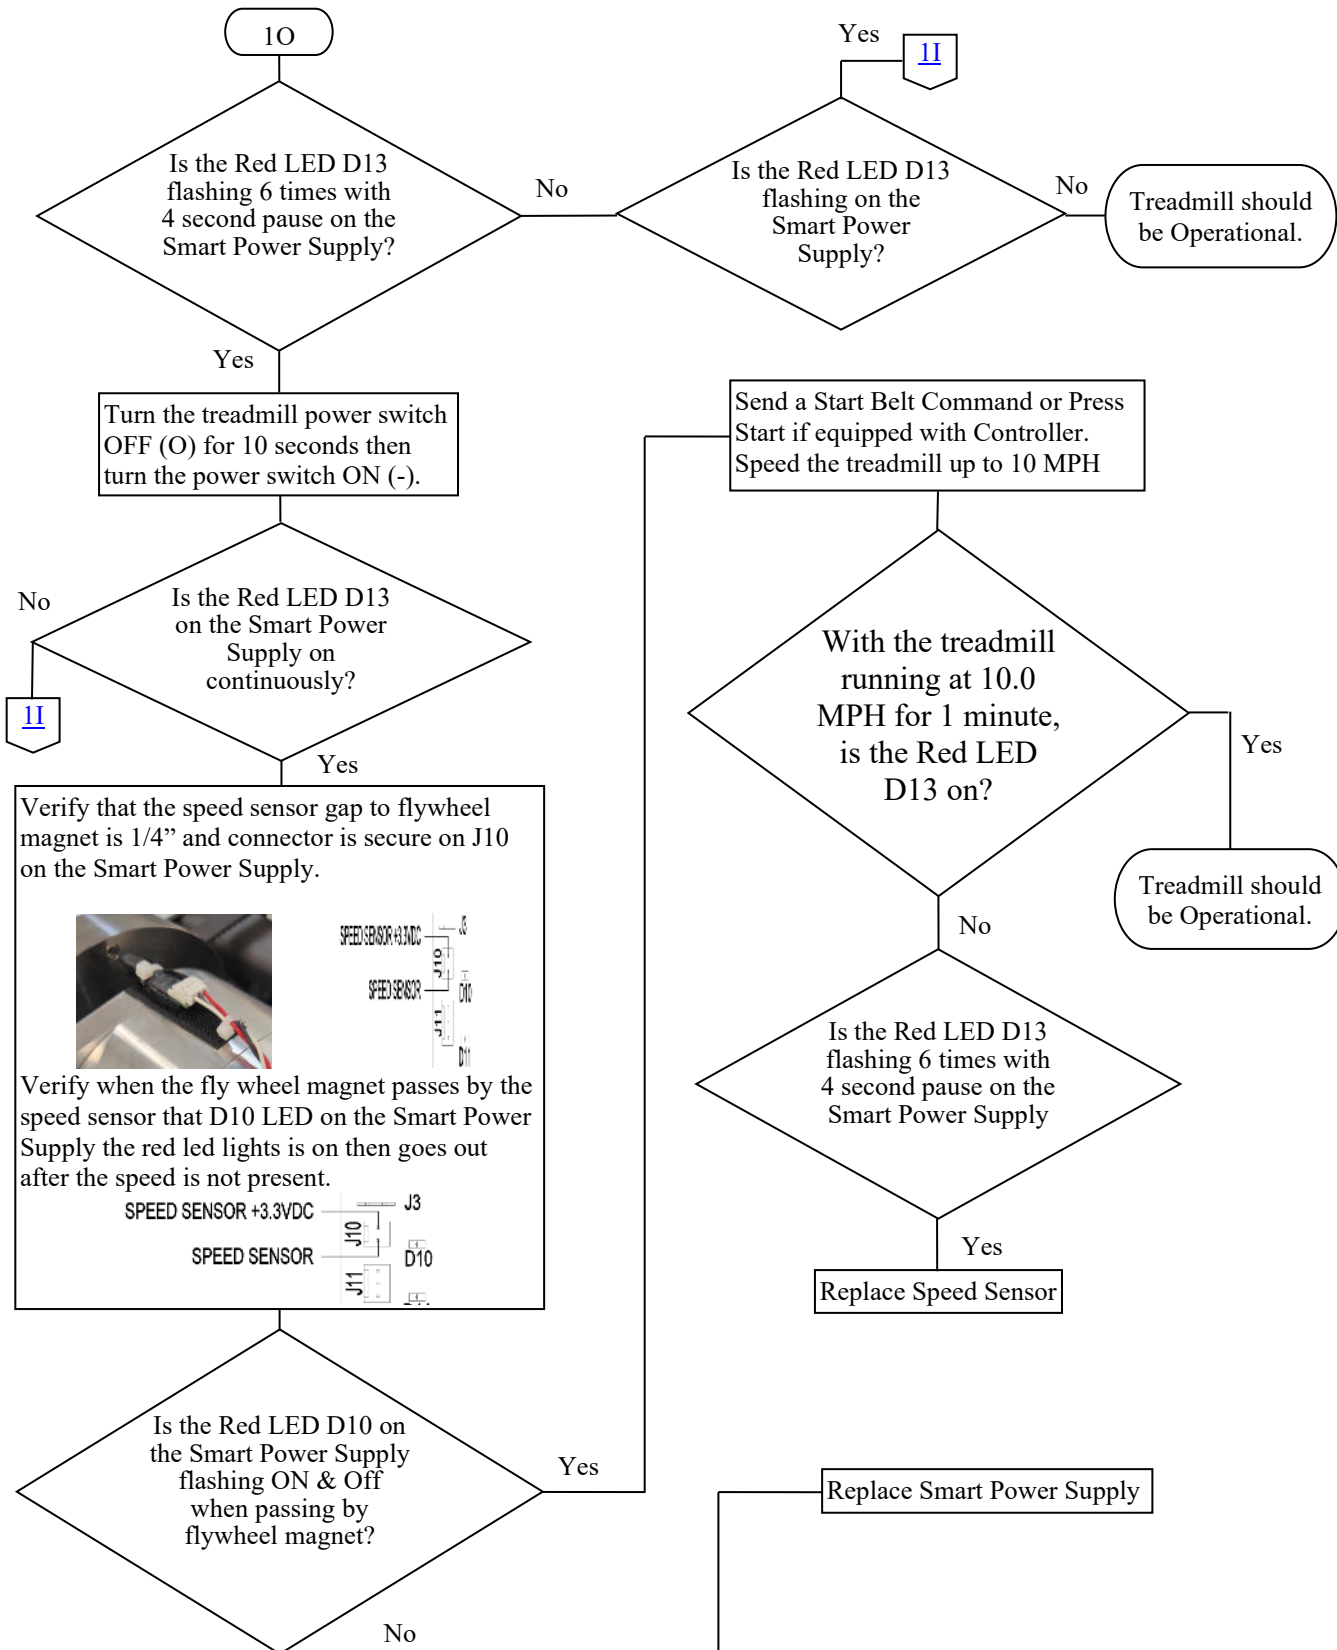 1O
Is the Red LED D13
flashing 6 times with
4 second pause on the
Smart Power Supply?
No
Yes
1I
Is the Red LED D13
flashing on the
Smart Power
Supply?
No
Treadmill should
be Operational.
Yes
Turn the treadmill power switch
OFF (O) for 10 seconds then
turn the power switch ON (-).
Is the Red LED D13
on the Smart Power
Supply on
continuously?
No
1I
Yes
Verify that the speed sensor gap to flywheel
magnet is 1/4” and connector is secure on J10
on the Smart Power Supply.
SPEED SENSOR +3.3VDC
J3
J10
SPEED SENSOR
D10
J11
D11
Verify when the fly wheel magnet passes by the
speed sensor that D10 LED on the Smart Power
Supply the red led lights is on then goes out
after the speed is not present.
SPEED SENSOR +3.3VDC
J3
J10
SPEED SENSOR
D10
J11
Is the Red LED D10 on
the Smart Power Supply
flashing ON & Off
when passing by
flywheel magnet?
Yes
No
Send a Start Belt Command or Press
Start if equipped with Controller.
Speed the treadmill up to 10 MPH
With the treadmill
running at 10.0
MPH for 1 minute,
is the Red LED
D13 on?
Yes
Treadmill should
be Operational.
No
Is the Red LED D13
flashing 6 times with
4 second pause on the
Smart Power Supply
Yes
Replace Speed Sensor
Replace Smart Power Supply